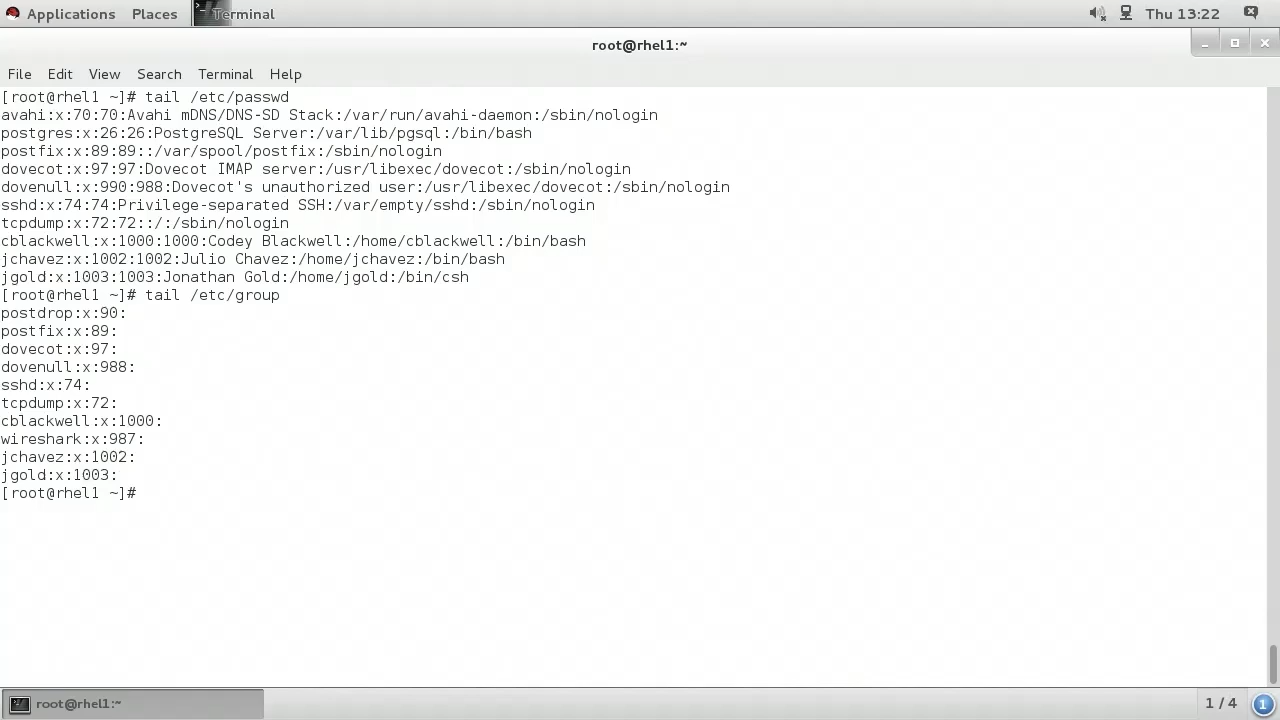 Applications Places Terminal Thu 13:22
root@rhel1:~
File Edit View Search Terminal Help
[root@rhel1 ~]# tail /etc/passwd
avahi:x:70:70:Avahi mDNS/DNS-SD Stack:/var/run/avahi-daemon:/sbin/nologin
postgres:x:26:26:PostgreSQL Server:/var/lib/pgsql:/bin/bash
postfix:x:89:89::/var/spool/postfix:/sbin/nologin
dovecot:x:97:97:Dovecot IMAP server:/usr/libexec/dovecot:/sbin/nologin
dovenull:x:990:988:Dovecot's unauthorized user:/usr/libexec/dovecot:/sbin/nologin
sshd:x:74:74:Privilege-separated SSH:/var/empty/sshd:/sbin/nologin
tcpdump:x:72:72::/:/sbin/nologin
cblackwell:x:1000:1000:Codey Blackwell:/home/cblackwell:/bin/bash
jchavez:x:1002:1002:Julio Chavez:/home/jchavez:/bin/bash
jgold:x:1003:1003:Jonathan Gold:/home/jgold:/bin/csh
[root@rhel1 ~]# tail /etc/group
postdrop:x:90:
postfix:x:89:
dovecot:x:97:
dovenull:x:988:
sshd:x:74:
tcpdump:x:72:
cblackwell:x:1000:
wireshark:x:987:
jchavez:x:1002:
jgold:x:1003:
[root@rhel1 ~]#
root@rhel1:~ 1 / 4 1